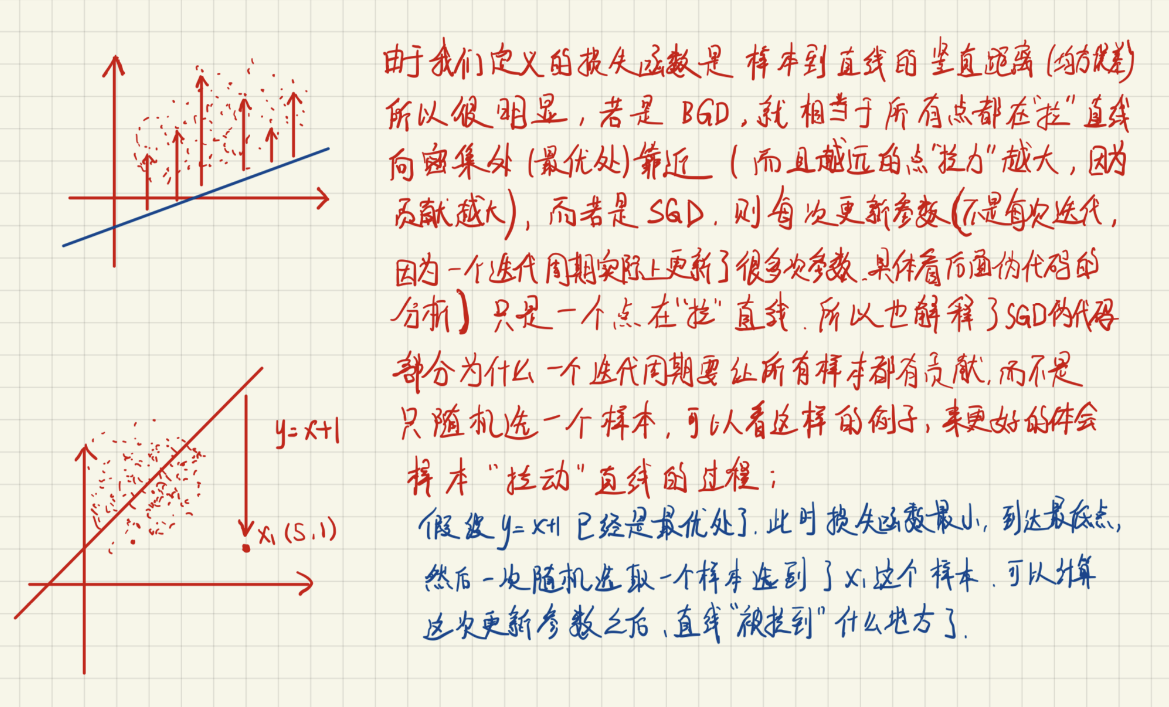 由于我们定义的损失函数是样本到直线的竖直距离(均方误差)
所以很明显，若是BGD，就相当于所有点都在"拉"直线
向密集处(最优处)靠近 (而且越远的点"拉力"越大，因为
贡献越大)，而若是SGD，则每次更新参数(不是每次迭代，
因为一个迭代周期实际上更新了很多次参数，具体看后面伪代码的
分析) 只是一个点在"拉"直线．所以也解释了SGD伪代码
部分为什么一个迭代周期要让所有样本都有贡献，而不是
只随机选一个样本，可以看这样的例子，来更好的体会
样本"拉动"直线的过程；
y=x+1
x₁(5,1)
假设y=x+1已经是最优处了．此时损失函数最小，到达最低点，
然后一次随机选取一个样本选到了x₁这个样本．可以计算
这次更新参数之后，直线"被拉到"什么地方了．